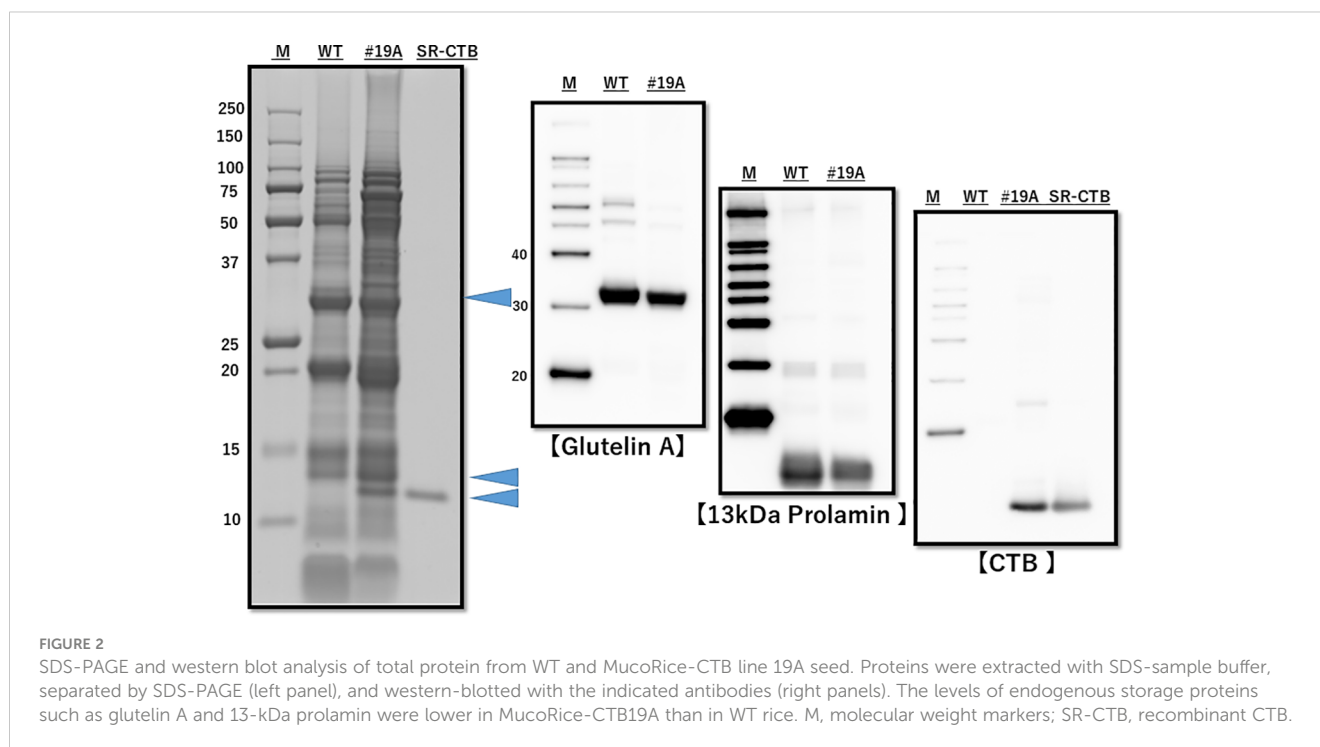 M WT #19A SR-CTB
250
150
100
75
50
37
25
20
15
10
M WT #19A
40
30
20
【Glutelin A】
M WT #19A
【13kDa Prolamin 】
M WT #19A SR-CTB
【CTB 】
FIGURE 2
SDS-PAGE and western blot analysis of total protein from WT and MucoRice-CTB line 19A seed. Proteins were extracted with SDS-sample buffer,
separated by SDS-PAGE (left panel), and western-blotted with the indicated antibodies (right panels). The levels of endogenous storage proteins
such as glutelin A and 13-kDa prolamin were lower in MucoRice-CTB19A than in WT rice. M, molecular weight markers; SR-CTB, recombinant CTB.